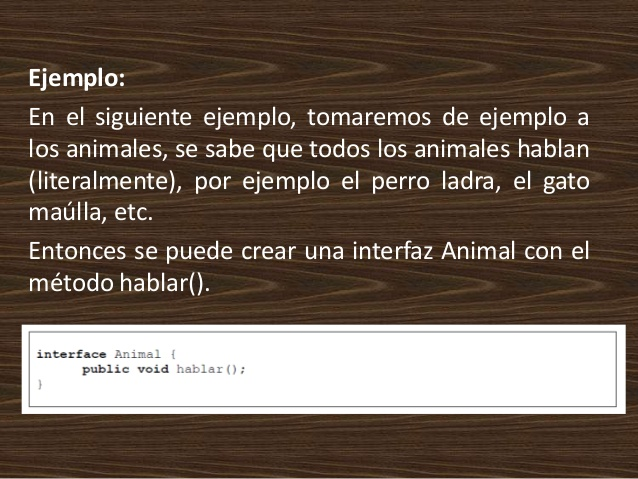 Ejemplo:
En el siguiente ejemplo, tomaremos de ejemplo a
los animales, se sabe que todos los animales hablan
(literalmente), por ejemplo el perro ladra, el gato
maúlla, etc.
Entonces se puede crear una interfaz Animal con el
método hablar().
interface Animal {
public void hablar();
}